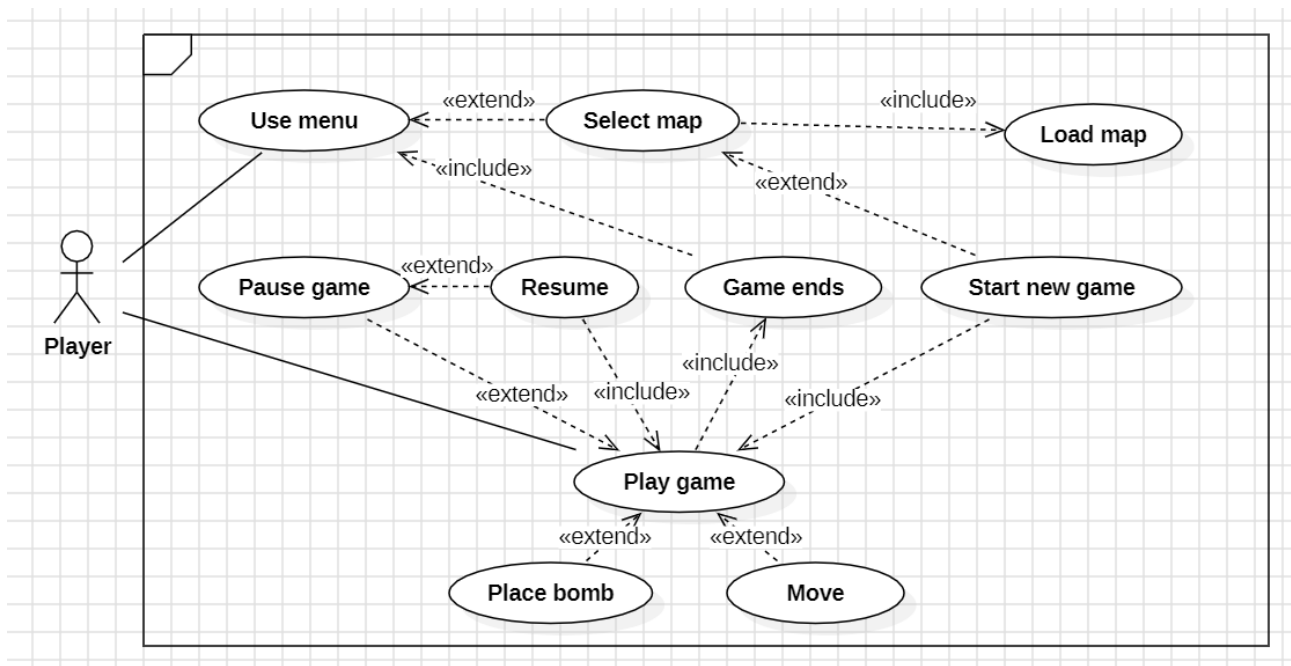 «extend»
«include»
Use menu
Select map
Load map
«include»
«extend»
«extend»
Pause game
Resume
Game ends
Start new game
Player
«include»
«extend»
«include»
«include»
Play game
«extend»
«extend»
Place bomb
Move